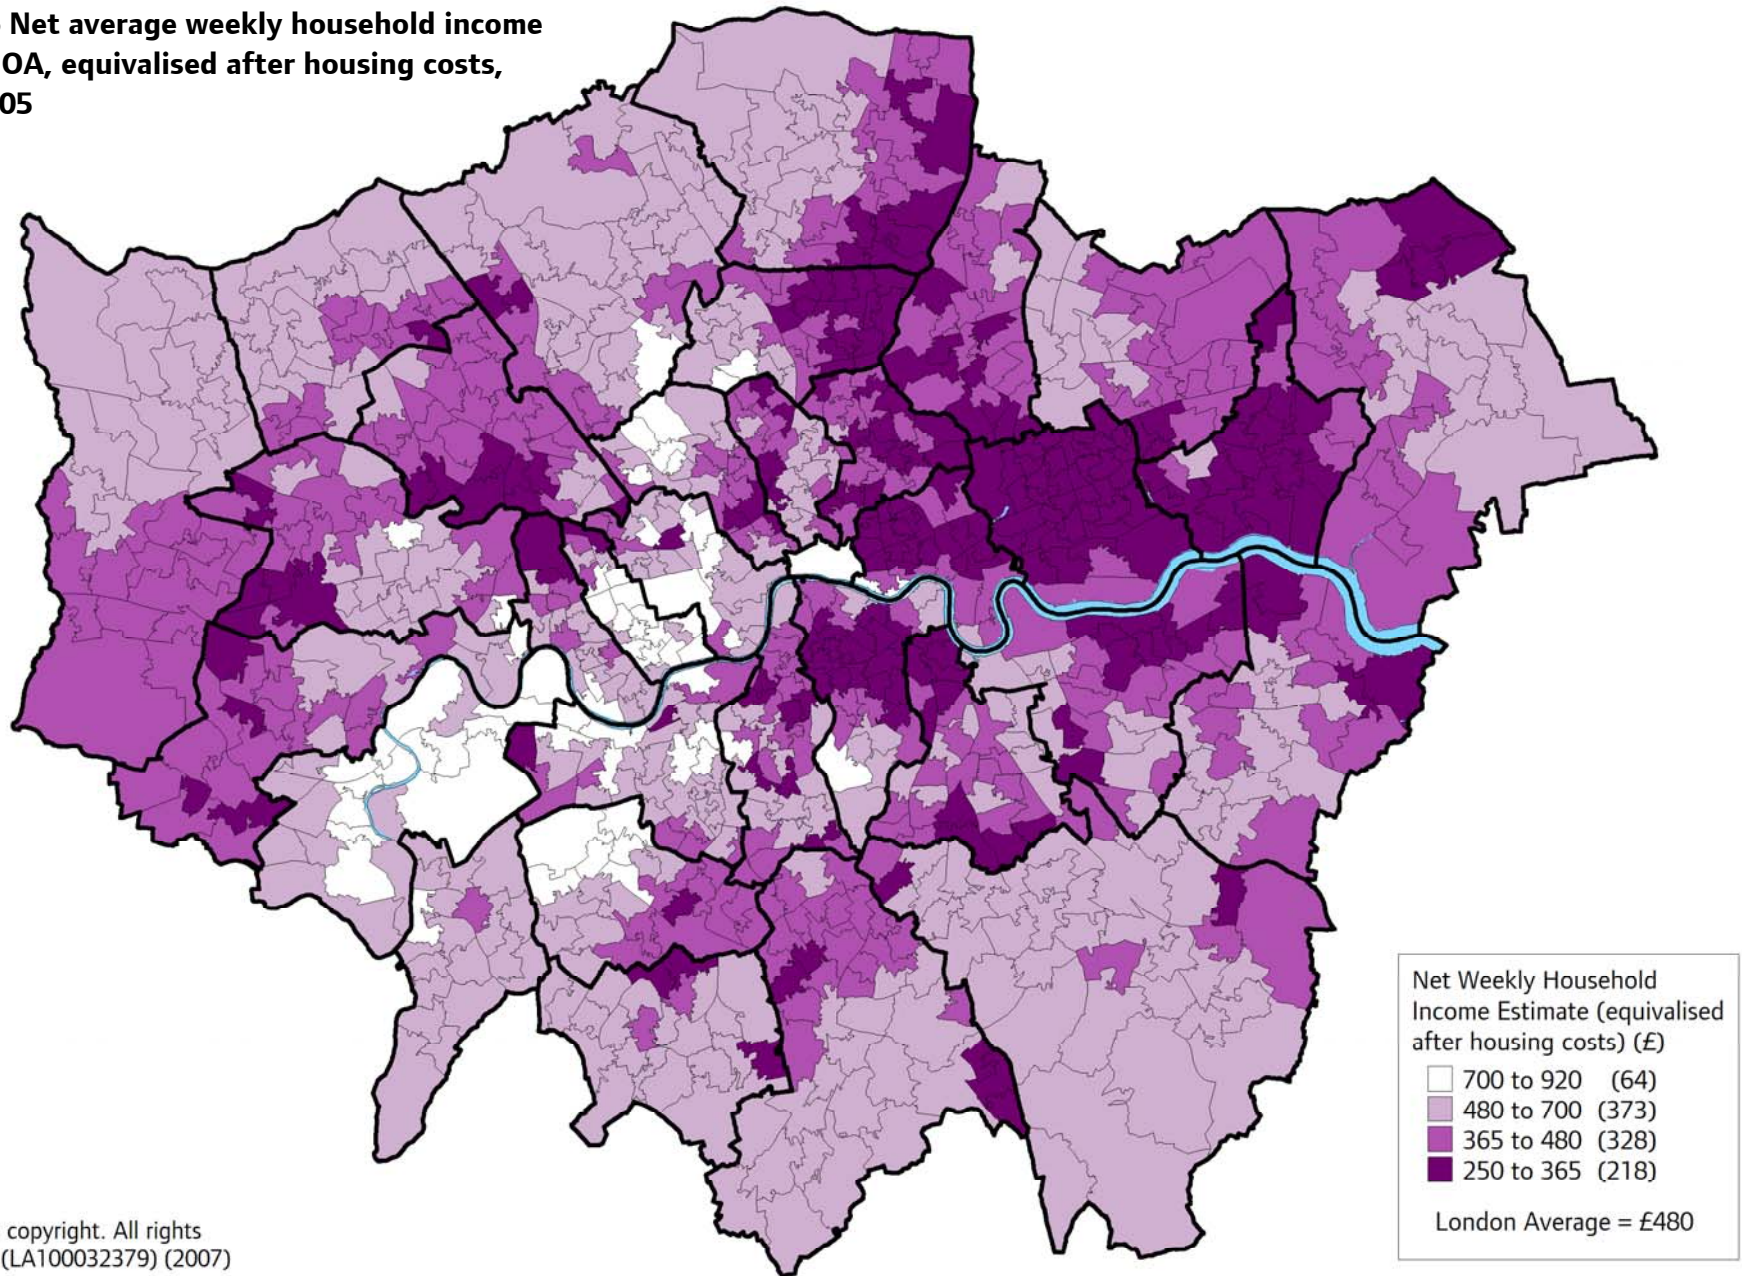 Net average weekly household income
OA, equivalised after housing costs,
05
Net Weekly Household
Income Estimate (equivalised
after housing costs) (£)
700 to 920 (64)
480 to 700 (373)
365 to 480 (328)
250 to 365 (218)
London Average = £480
copyright. All rights
(LA100032379) (2007)